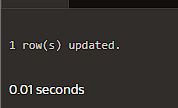 1 row(s) updated.
0.01 seconds